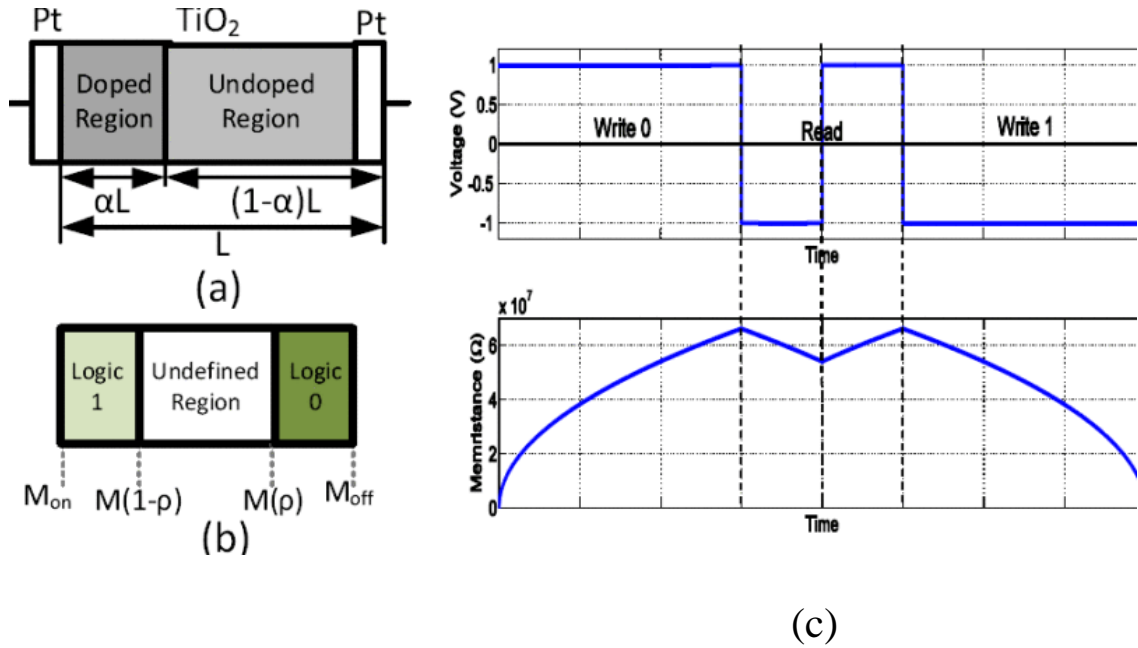 Pt TiO₂ Pt
Doped Region
Undoped Region
αL (1-α)L
L
(a)
Logic 1
Undefined Region
Logic 0
Mon M(1-ρ) M(ρ) Moff
(b)
Voltage (V)
1
0.5
0
-0.5
-1
Write 0 Read Write 1
Time
x 10⁷
Memristance (Ω)
6
4
2
0
Time
(c)